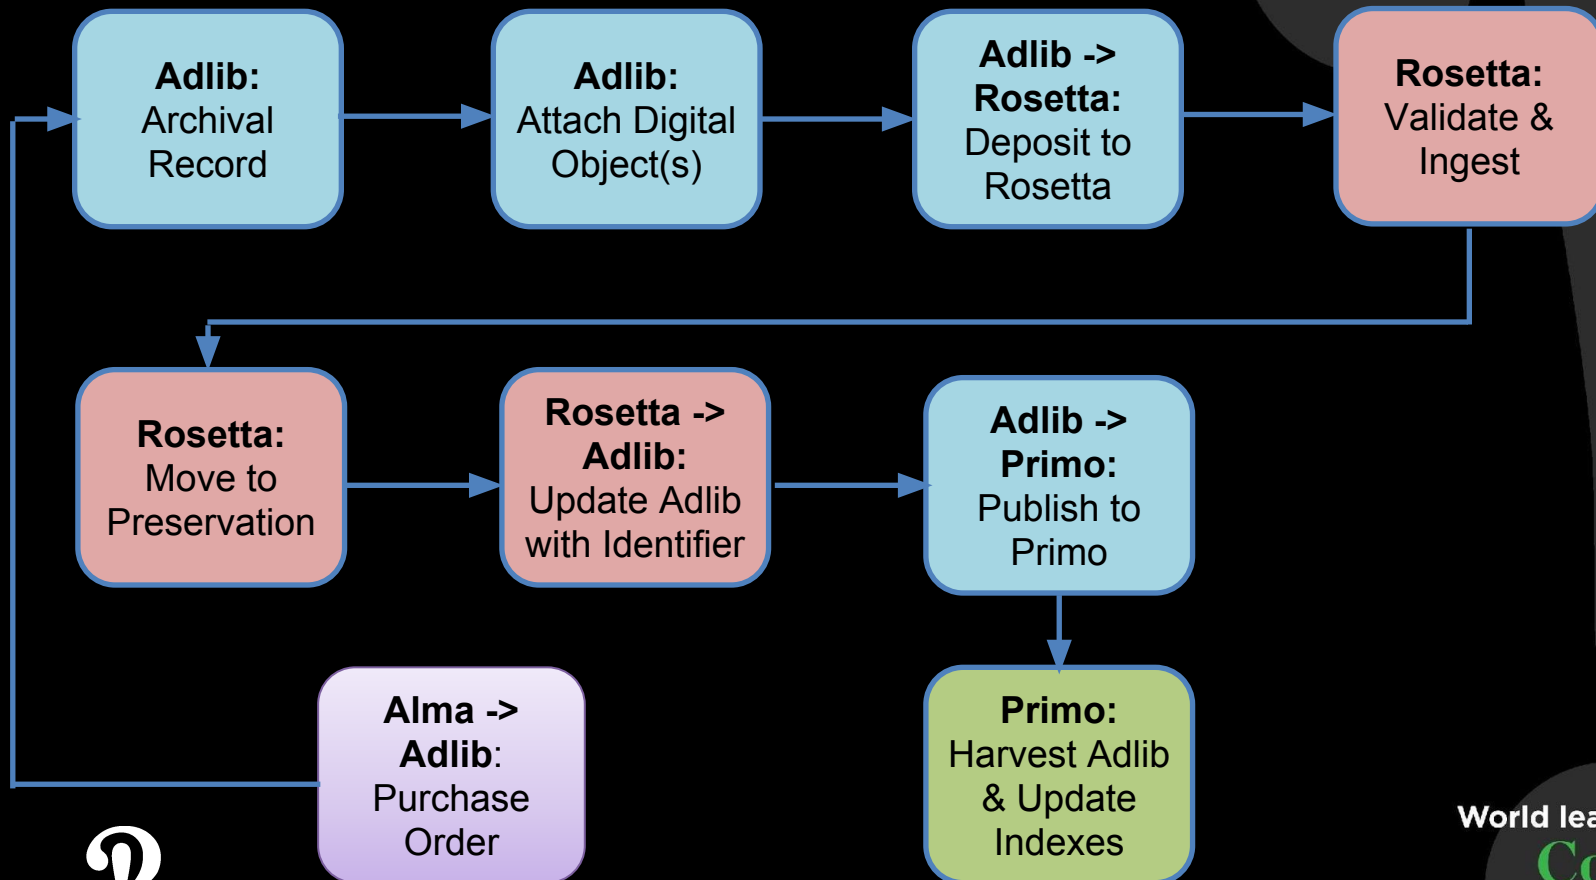 Adlib:
Archival
Record
Adlib:
Attach Digital
Object(s)
Adlib ->
Rosetta:
Deposit to
Rosetta
Rosetta:
Validate &
Ingest
Rosetta:
Move to
Preservation
Rosetta ->
Adlib:
Update Adlib
with Identifier
Adlib ->
Primo:
Publish to
Primo
Alma ->
Adlib:
Purchase
Order
Primo:
Harvest Adlib
& Update
Indexes
World lea
Co